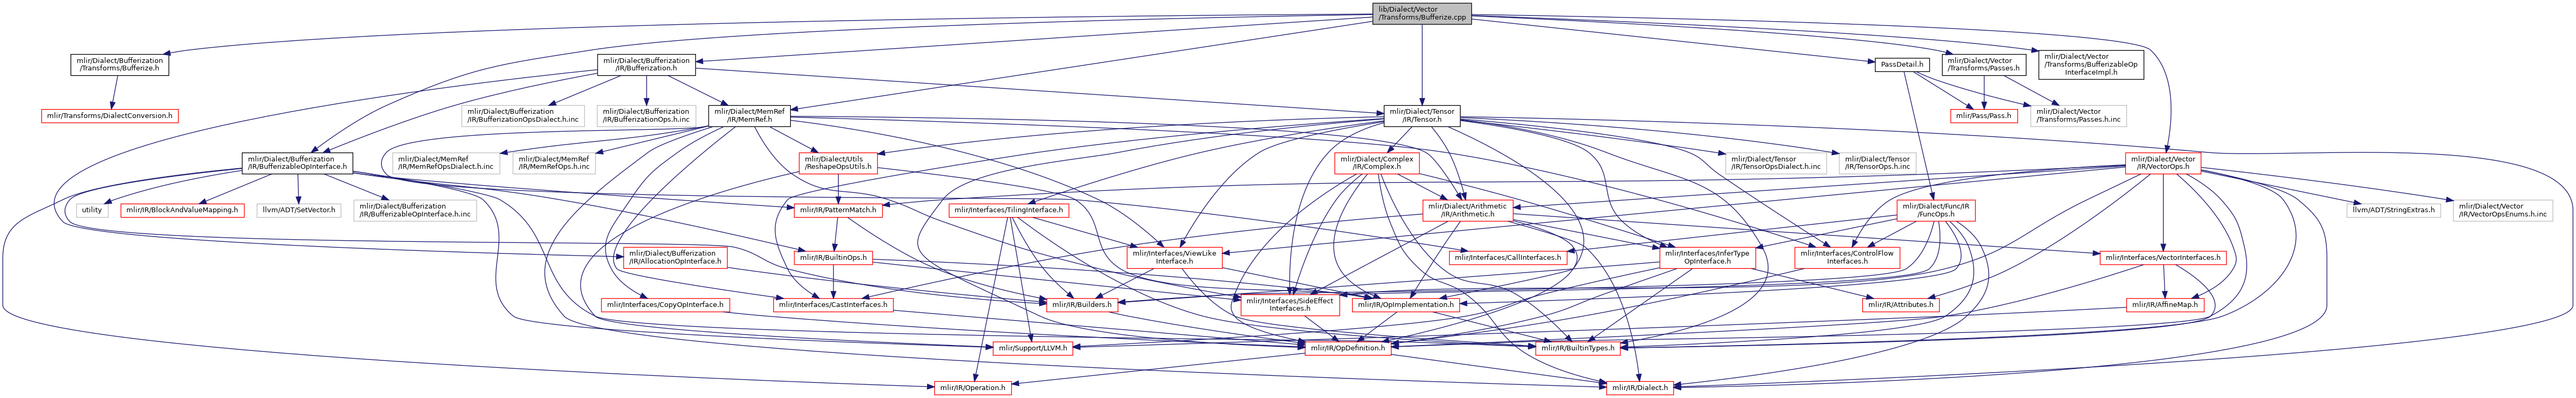 lib/Dialect/Vector
/Transforms/Bufferize.cpp
mlir/Dialect/Bufferization
/Transforms/Bufferize.h
mlir/Dialect/Bufferization
/IR/Bufferization.h
PassDetail.h
mlir/Dialect/Vector
/Transforms/Passes.h
mlir/Dialect/Vector
/Transforms/BufferizableOp
InterfaceImpl.h
mlir/Transforms/DialectConversion.h
mlir/Dialect/Bufferization
/IR/BufferizationOpsDialect.h.inc
mlir/Dialect/Bufferization
/IR/BufferizationOps.h.inc
mlir/Dialect/MemRef
/IR/MemRef.h
mlir/Dialect/Tensor
/IR/Tensor.h
mlir/Pass/Pass.h
mlir/Dialect/Vector
/Transforms/Passes.h.inc
mlir/Dialect/Bufferization
/IR/BufferizableOpInterface.h
mlir/Dialect/MemRef
/IR/MemRefOpsDialect.h.inc
mlir/Dialect/MemRef
/IR/MemRefOps.h.inc
mlir/Dialect/Utils
/ReshapeOpsUtils.h
mlir/Dialect/Complex
/IR/Complex.h
mlir/Dialect/Tensor
/IR/TensorOpsDialect.h.inc
mlir/Dialect/Tensor
/IR/TensorOps.h.inc
mlir/Dialect/Vector
/IR/VectorOps.h
utility
mlir/IR/BlockAndValueMapping.h
llvm/ADT/SetVector.h
mlir/Dialect/Bufferization
/IR/BufferizableOpInterface.h.inc
mlir/IR/PatternMatch.h
mlir/Interfaces/TilingInterface.h
mlir/Dialect/Arithmetic
/IR/Arithmetic.h
mlir/Dialect/Func/IR
/FuncOps.h
llvm/ADT/StringExtras.h
mlir/Dialect/Vector
/IR/VectorOpsEnums.h.inc
mlir/Dialect/Bufferization
/IR/AllocationOpInterface.h
mlir/IR/BuiltinOps.h
mlir/Interfaces/ViewLike
Interface.h
mlir/Interfaces/CallInterfaces.h
mlir/Interfaces/InferType
OpInterface.h
mlir/Interfaces/ControlFlow
Interfaces.h
mlir/Interfaces/VectorInterfaces.h
mlir/Interfaces/CopyOpInterface.h
mlir/Interfaces/CastInterfaces.h
mlir/IR/Builders.h
mlir/Interfaces/SideEffect
Interfaces.h
mlir/IR/OpImplementation.h
mlir/IR/Attributes.h
mlir/IR/AffineMap.h
mlir/Support/LLVM.h
mlir/IR/OpDefinition.h
mlir/IR/BuiltinTypes.h
mlir/IR/Operation.h
mlir/IR/Dialect.h